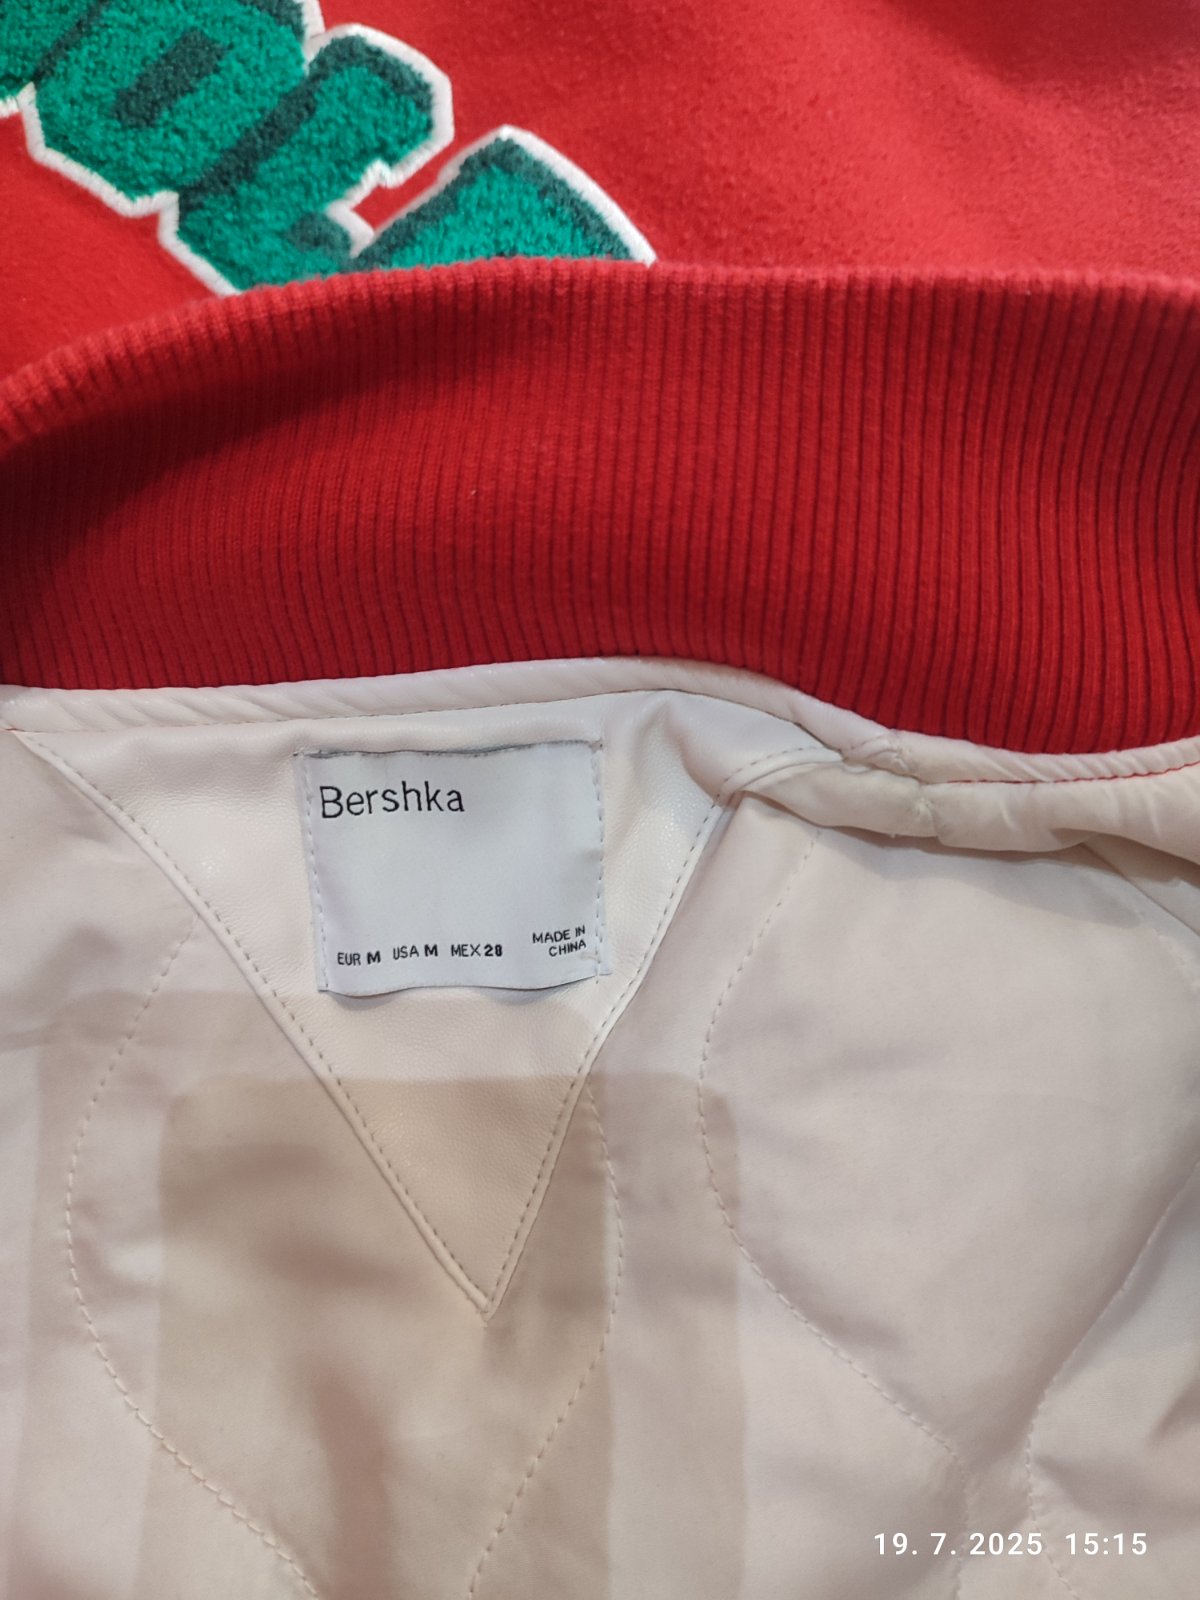 Bershka
EUR M USA M MEX 28
MADE IN
CHINA
19. 7. 2025 15:15